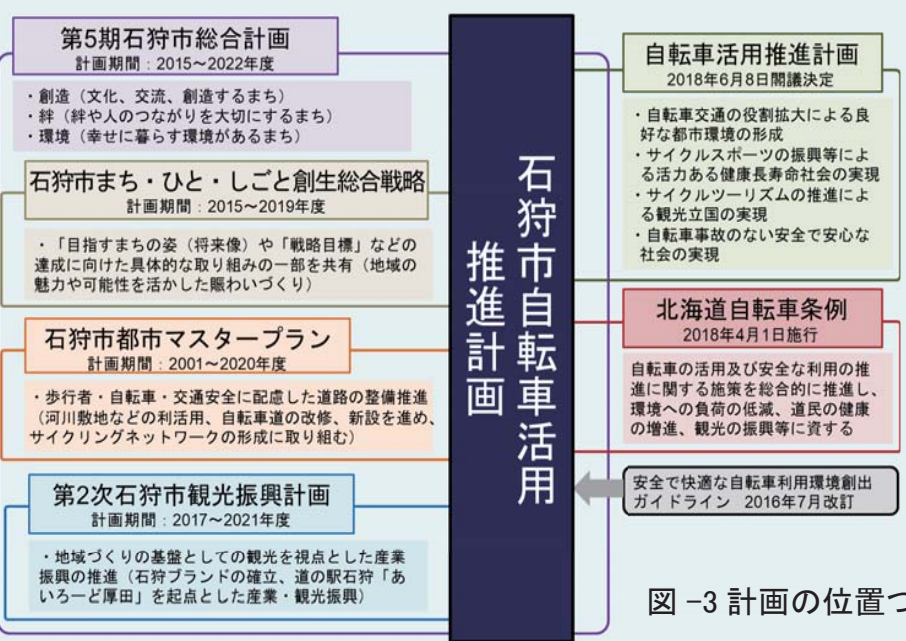 第5期石狩市総合計画
計画期間：2015～2022年度
・創造（文化、交流、創造するまち）
・絆（絆や人のつながりを大切にするまち）
・環境（幸せに暮らす環境があるまち）
石狩市まち・ひと・しごと創生総合戦略
計画期間：2015～2019年度
・「目指すまちの姿（将来像）や「戦略目標」などの
達成に向けた具体的な取り組みの一部を共有（地域の
魅力や可能性を活かした賑わいづくり）
石狩市都市マスタープラン
計画期間：2001～2020年度
・歩行者・自転車・交通安全に配慮した道路の整備推進
（河川敷地などの利活用、自転車道の改修、新設を進め、
サイクリングネットワークの形成に取り組む）
第2次石狩市観光振興計画
計画期間：2017～2021年度
・地域づくりの基盤としての観光を視点とした産業
振興の推進（石狩ブランドの確立、道の駅石狩「あ
いろーど厚田」を起点とした産業・観光振興）
石狩市自転車活用
推進計画
自転車活用推進計画
2018年6月8日閣議決定
・自転車交通の役割拡大による良
好な都市環境の形成
・サイクルスポーツの振興等によ
る活力ある健康長寿命社会の実現
・サイクルツーリズムの推進によ
る観光立国の実現
・自転車事故のない安全で安心な
社会の実現
北海道自転車条例
2018年4月1日施行
自転車の活用及び安全な利用の推
進に関する施策を総合的に推進し、
環境への負荷の低減、道民の健康
の増進、観光の振興等に資する
安全で快適な自転車利用環境創出
ガイドライン 2016年7月改訂
図-3 計画の位置づ